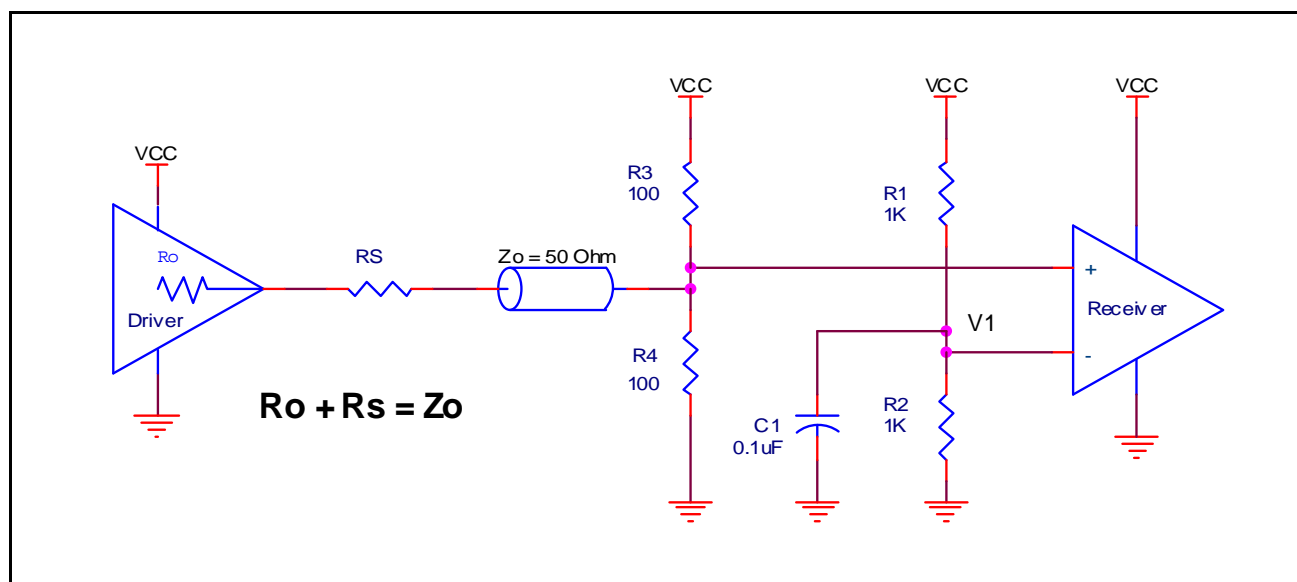 VCC
VCC
VCC
VCC
R3
100
R1
1K
Ro
RS
Zo = 50 Ohm
+
Receiver
Driver
V1
R4
100
-
Ro + Rs = Zo
C1
0.1uF
R2
1K